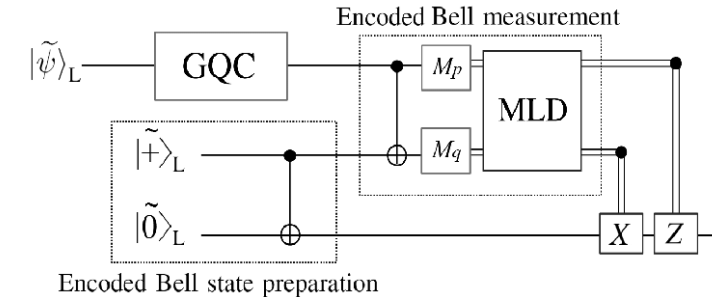 Encoded Bell measurement
|ψ̃⟩L
GQC
Mp
MLD
|+̃⟩L
Mq
|0̃⟩L
X
Z
Encoded Bell state preparation